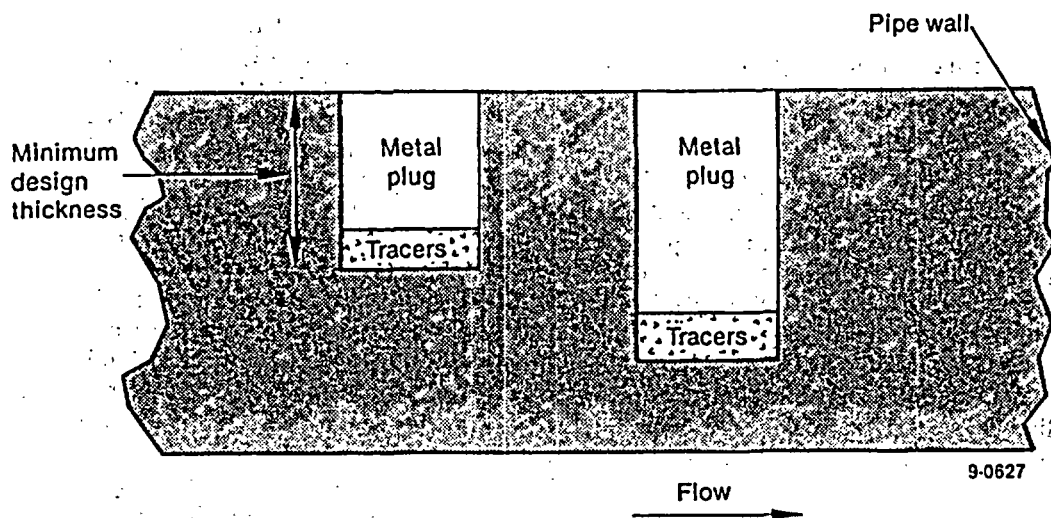 Pipe wall
Minimum
design
thickness
Metal
plug
Tracers
Metal
plug
Tracers
9-0627
Flow